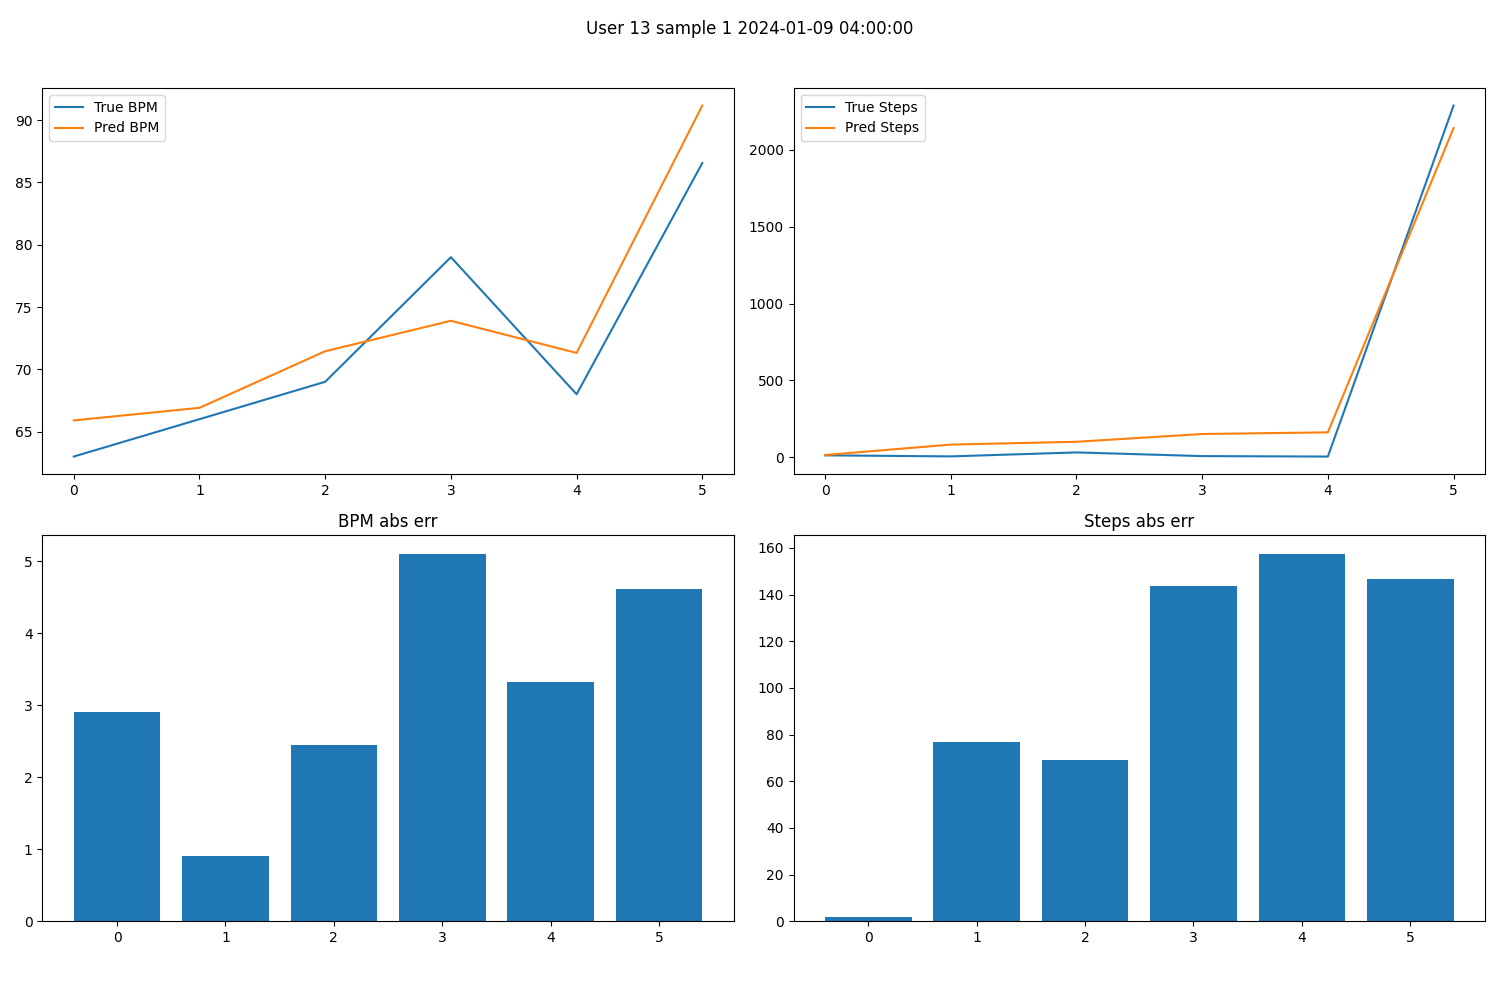 User 13 sample 1 2024-01-09 04:00:00
True BPM
Pred BPM
90
85
80
75
70
65
0 1 2 3 4 5
True Steps
Pred Steps
2000
1500
1000
500
0
0 1 2 3 4 5
BPM abs err
5
4
3
2
1
0
0 1 2 3 4 5
Steps abs err
160
140
120
100
80
60
40
20
0
0 1 2 3 4 5